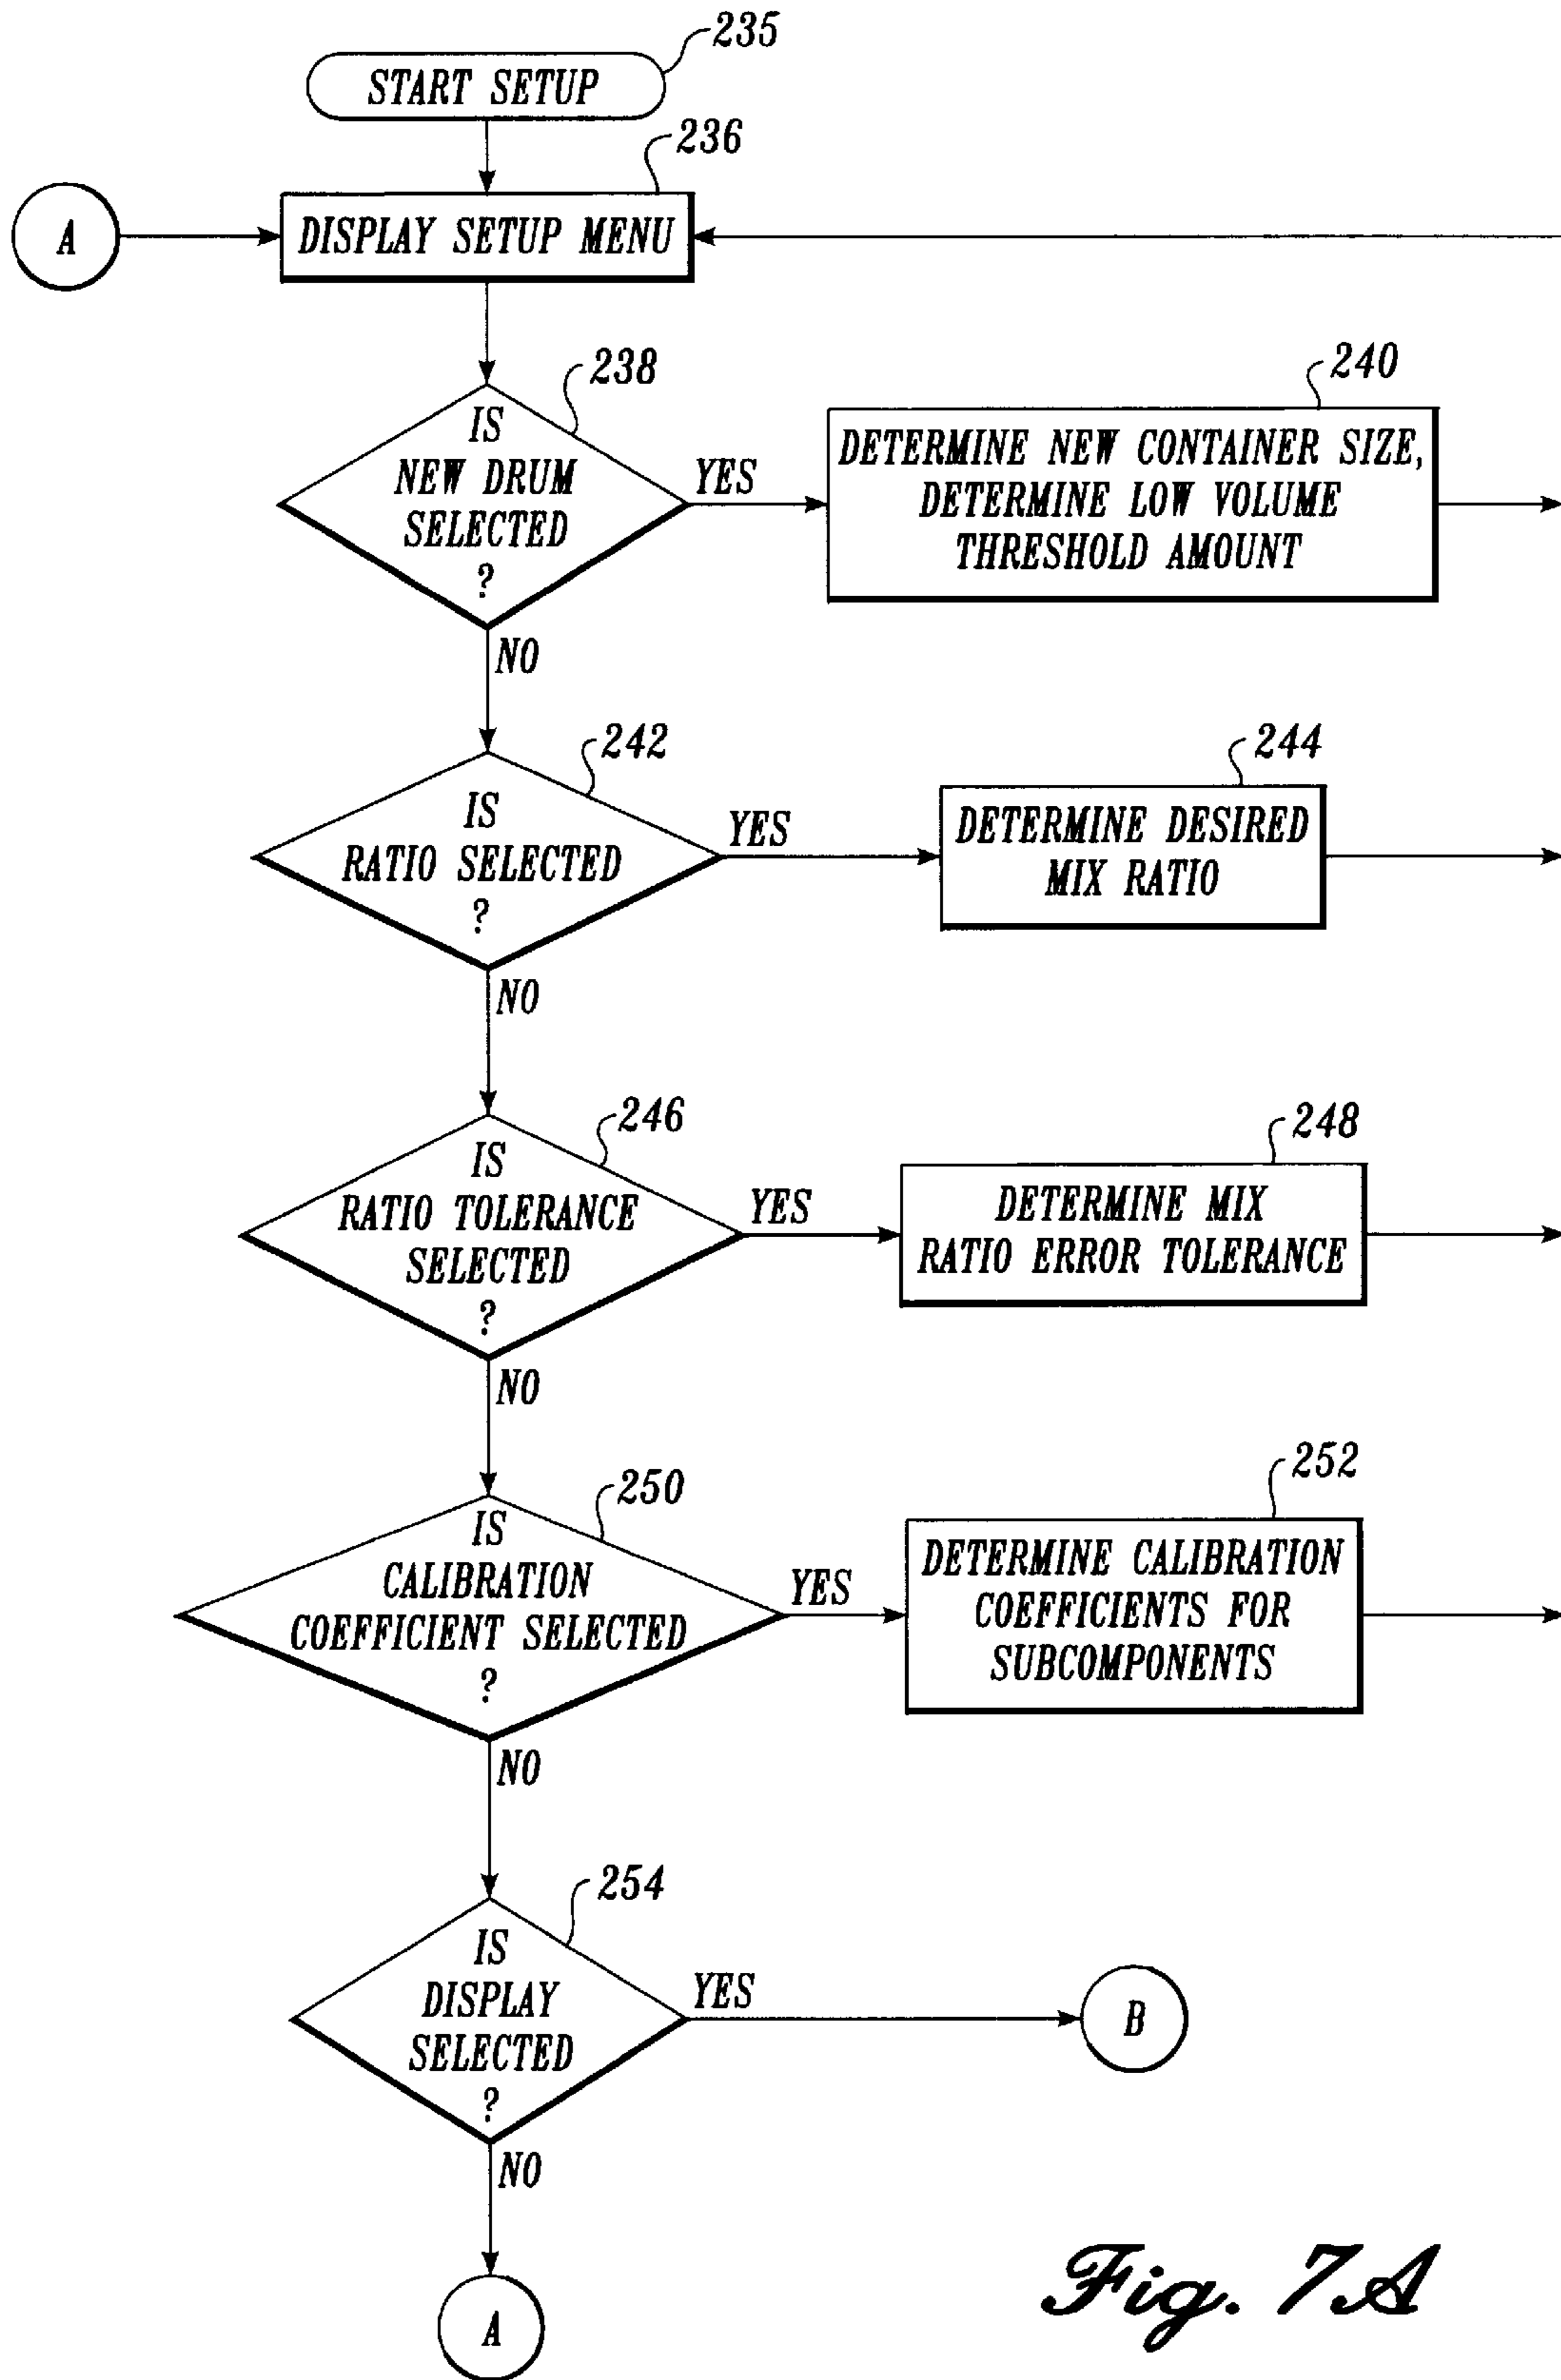 235
START SETUP
236
A
DISPLAY SETUP MENU
238
IS
NEW DRUM
SELECTED
?
YES
240
DETERMINE NEW CONTAINER SIZE,
DETERMINE LOW VOLUME
THRESHOLD AMOUNT
NO
242
IS
RATIO SELECTED
?
YES
244
DETERMINE DESIRED
MIX RATIO
NO
246
IS
RATIO TOLERANCE
SELECTED
?
YES
248
DETERMINE MIX
RATIO ERROR TOLERANCE
NO
250
IS
CALIBRATION
COEFFICIENT SELECTED
?
YES
252
DETERMINE CALIBRATION
COEFFICIENTS FOR
SUBCOMPONENTS
NO
254
IS
DISPLAY
SELECTED
?
YES
B
NO
A
Fig. 7A